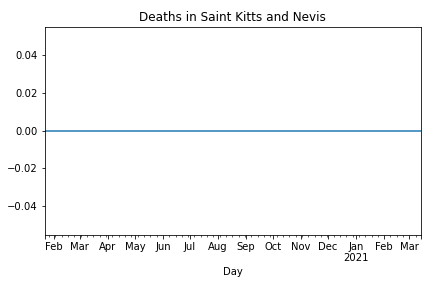 Deaths in Saint Kitts and Nevis
0.04
0.02
0.00
−0.02
−0.04
Feb Mar Apr May Jun Jul Aug Sep Oct Nov Dec Jan Feb Mar
2021
Day